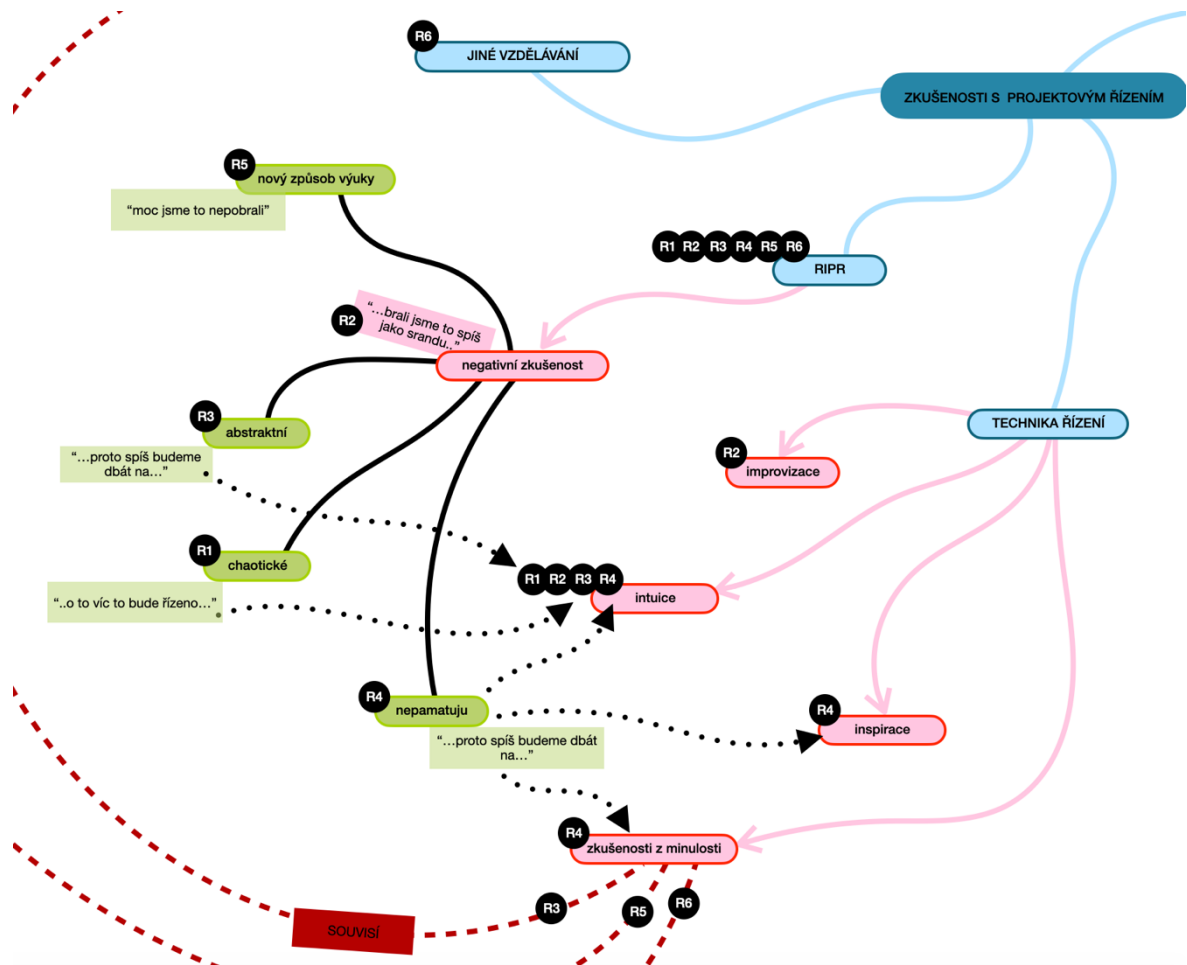 R6
JINÉ VZDĚLÁVÁNÍ
ZKUŠENOSTI S PROJEKTOVÝM ŘÍZENÍM
R5
nový způsob výuky
“moc jsme to nepobrali”
R1 R2 R3 R4 R5 R6
RIPR
R2
“…brali jsme to spíš
jako srandu..”
negativní zkušenost
R3
abstraktní
“…proto spíš budeme
dbát na…”
TECHNIKA ŘÍZENÍ
R2
improvizace
R1
chaotické
“..o to víc to bude řízeno…”
R1 R2 R3 R4
intuice
R4
nepamatuju
“…proto spíš budeme dbát
na…”
R4
inspirace
R4
zkušenosti z minulosti
R3
R5
R6
SOUVISÍ